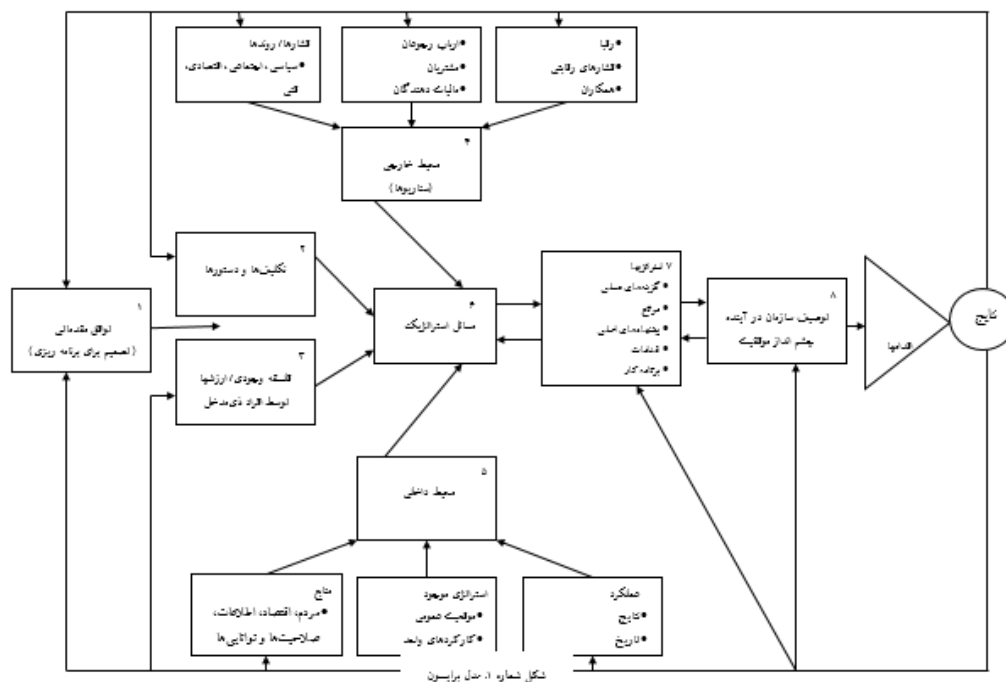 فشارها/ روندها
●سیاسی، اجتماعی، اقتصادی،
فنی
●ارباب رجوعان
●مشتریان
●مالیات دهندگان
●رقبا
●فشارهای رقابتی
●همکاران
۴
محیط خارجی
(سناریوها)
۲
تکلیف‌ها و دستورها
۱
توافق مقدماتی
(تصمیم برای برنامه ریزی)
۳
فلسفه وجودی/ ارزشها
توسط افراد ذی‌مدخل
۶
مسائل استراتژیک
۷ استراتژیها
● گزینه‌های عملی
●
● پیشنهادهای اصلی
● اقدامات
● برنامه کار
۸
توصیف سازمان در آینده
چشم انداز موفقیت
اقدامها
نتایج
۵
محیط داخلی
منابع
●مردم، اقتصاد، اطلاعات،
صلاحیت‌ها و توانایی‌ها
استراتژی موجود
●موقعیت عمومی
●کارکردهای واحد
عملکرد
●نتایج
●تاریخ
شکل شماره ۱. مدل برایسون